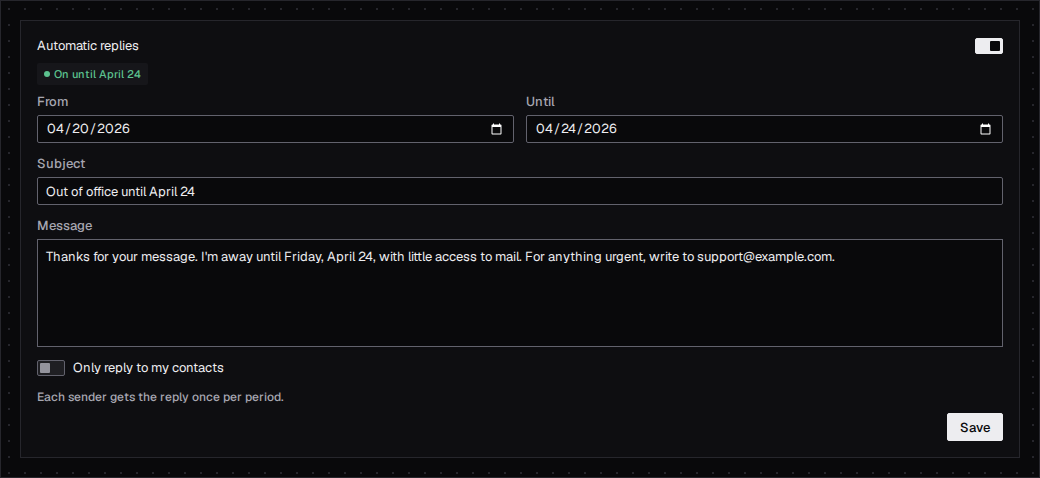 Automatic replies
On until April 24
From
Until
04/20/2026
04/24/2026
Subject
Out of office until April 24
Message
Thanks for your message. I'm away until Friday, April 24, with little access to mail. For anything urgent, write to support@example.com.
Only reply to my contacts
Each sender gets the reply once per period.
Save